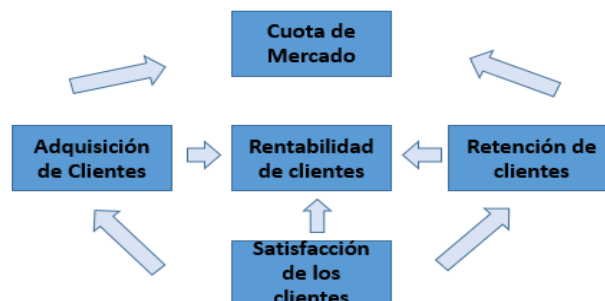 Cuota de
Mercado
Adquisición
de Clientes
Rentabilidad
de clientes
Retención de
clientes
Satisfacción
de los
clientes